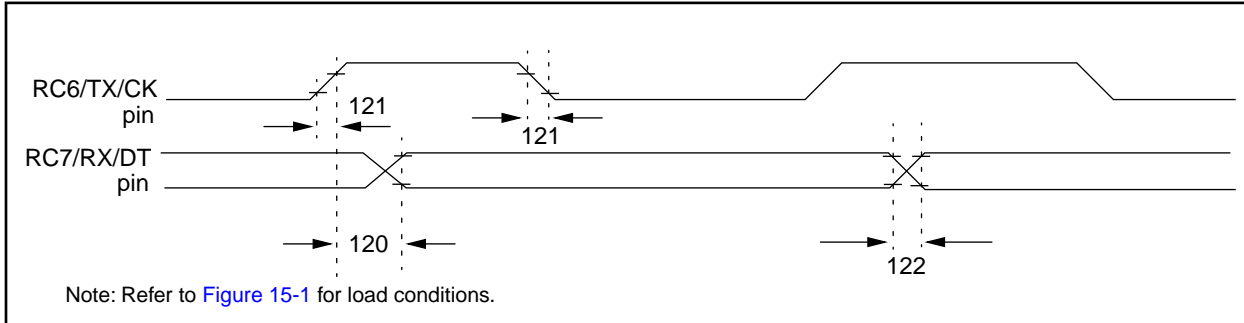 RC6/TX/CK
pin
121
121
RC7/RX/DT
pin
120
122
Note: Refer to Figure 15-1 for load conditions.